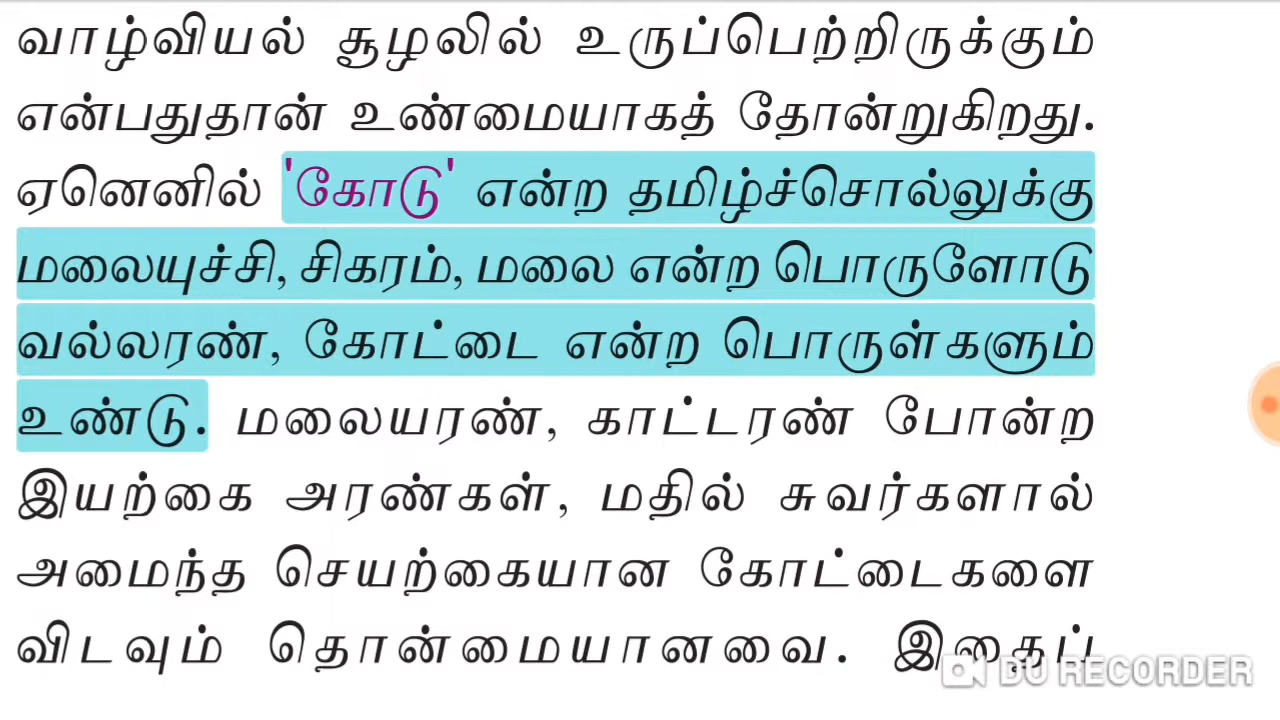 வாழ்வியல் சூழலில் உருப்பெற்றிருக்கும்
என்பதுதான் உண்மையாகத் தோன்றுகிறது.
ஏனெனில் 'கோடு' என்ற தமிழ்ச்சொல்லுக்கு
மலையுச்சி, சிகரம், மலை என்ற பொருளோடு
வல்லரண், கோட்டை என்ற பொருள்களும்
உண்டு. மலையரண், காட்டரண் போன்ற
இயற்கை அரண்கள், மதில் சுவர்களால்
அமைந்த செயற்கையான கோட்டைகளை
விடவும் தொன்மையானவை. இதைப்
DU RECORDER